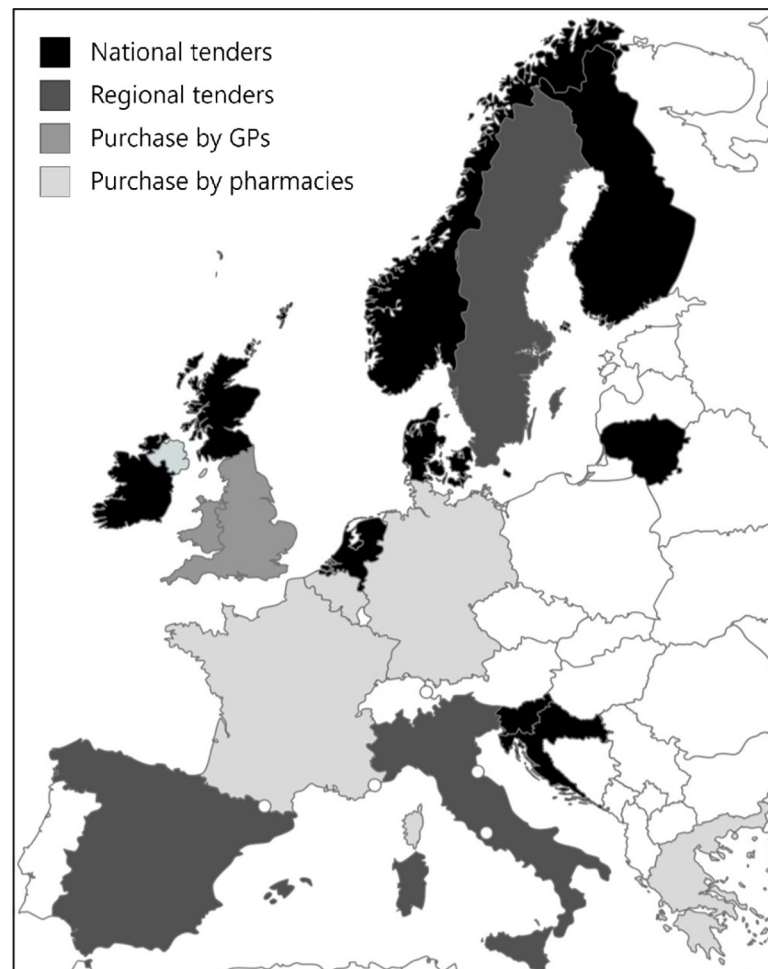 National tenders
Regional tenders
Purchase by GPs
Purchase by pharmacies